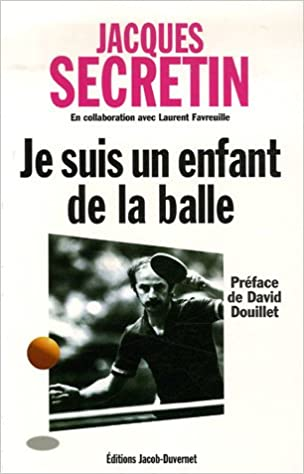 JACQUES
SECRETIN
En collaboration avec Laurent Favreuille
Je suis un enfant
de la balle
Préface
de David
Douillet
Éditions Jacob-Duvernet